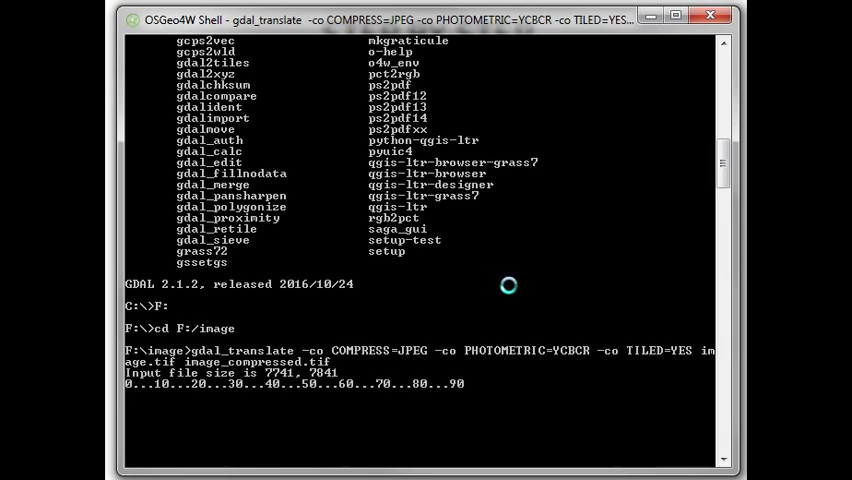 OSGeo4W Shell - gdal_translate -co COMPRESS=JPEG -co PHOTOMETRIC=YCBCR -co TILED=YES...
gcps2vec mkgraticule
gcps2wld o-help
gdal2tiles o4w_env
gdal2xyz pct2rgb
gdalchksum ps2pdf
gdalcompare ps2pdf12
gdalident ps2pdf13
gdalimport ps2pdf14
gdalmove ps2pdfxx
gdal_auth python-qgis-ltr
gdal_calc pyuic4
gdal_edit qgis-ltr-browser-grass7
gdal_fillnodata qgis-ltr-browser
gdal_merge qgis-ltr-designer
gdal_pansharpen qgis-ltr-grass7
gdal_polygonize qgis-ltr
gdal_proximity rgb2pct
gdal_retile saga_gui
gdal_sieve setup-test
grass72 setup
gssetgs
GDAL 2.1.2, released 2016/10/24
C:\>F:
F:\>cd F:/image
F:\image>gdal_translate -co COMPRESS=JPEG -co PHOTOMETRIC=YCBCR -co TILED=YES im
age.tif image_compressed.tif
Input file size is 7741, 7841
0...10...20...30...40...50...60...70...80...90